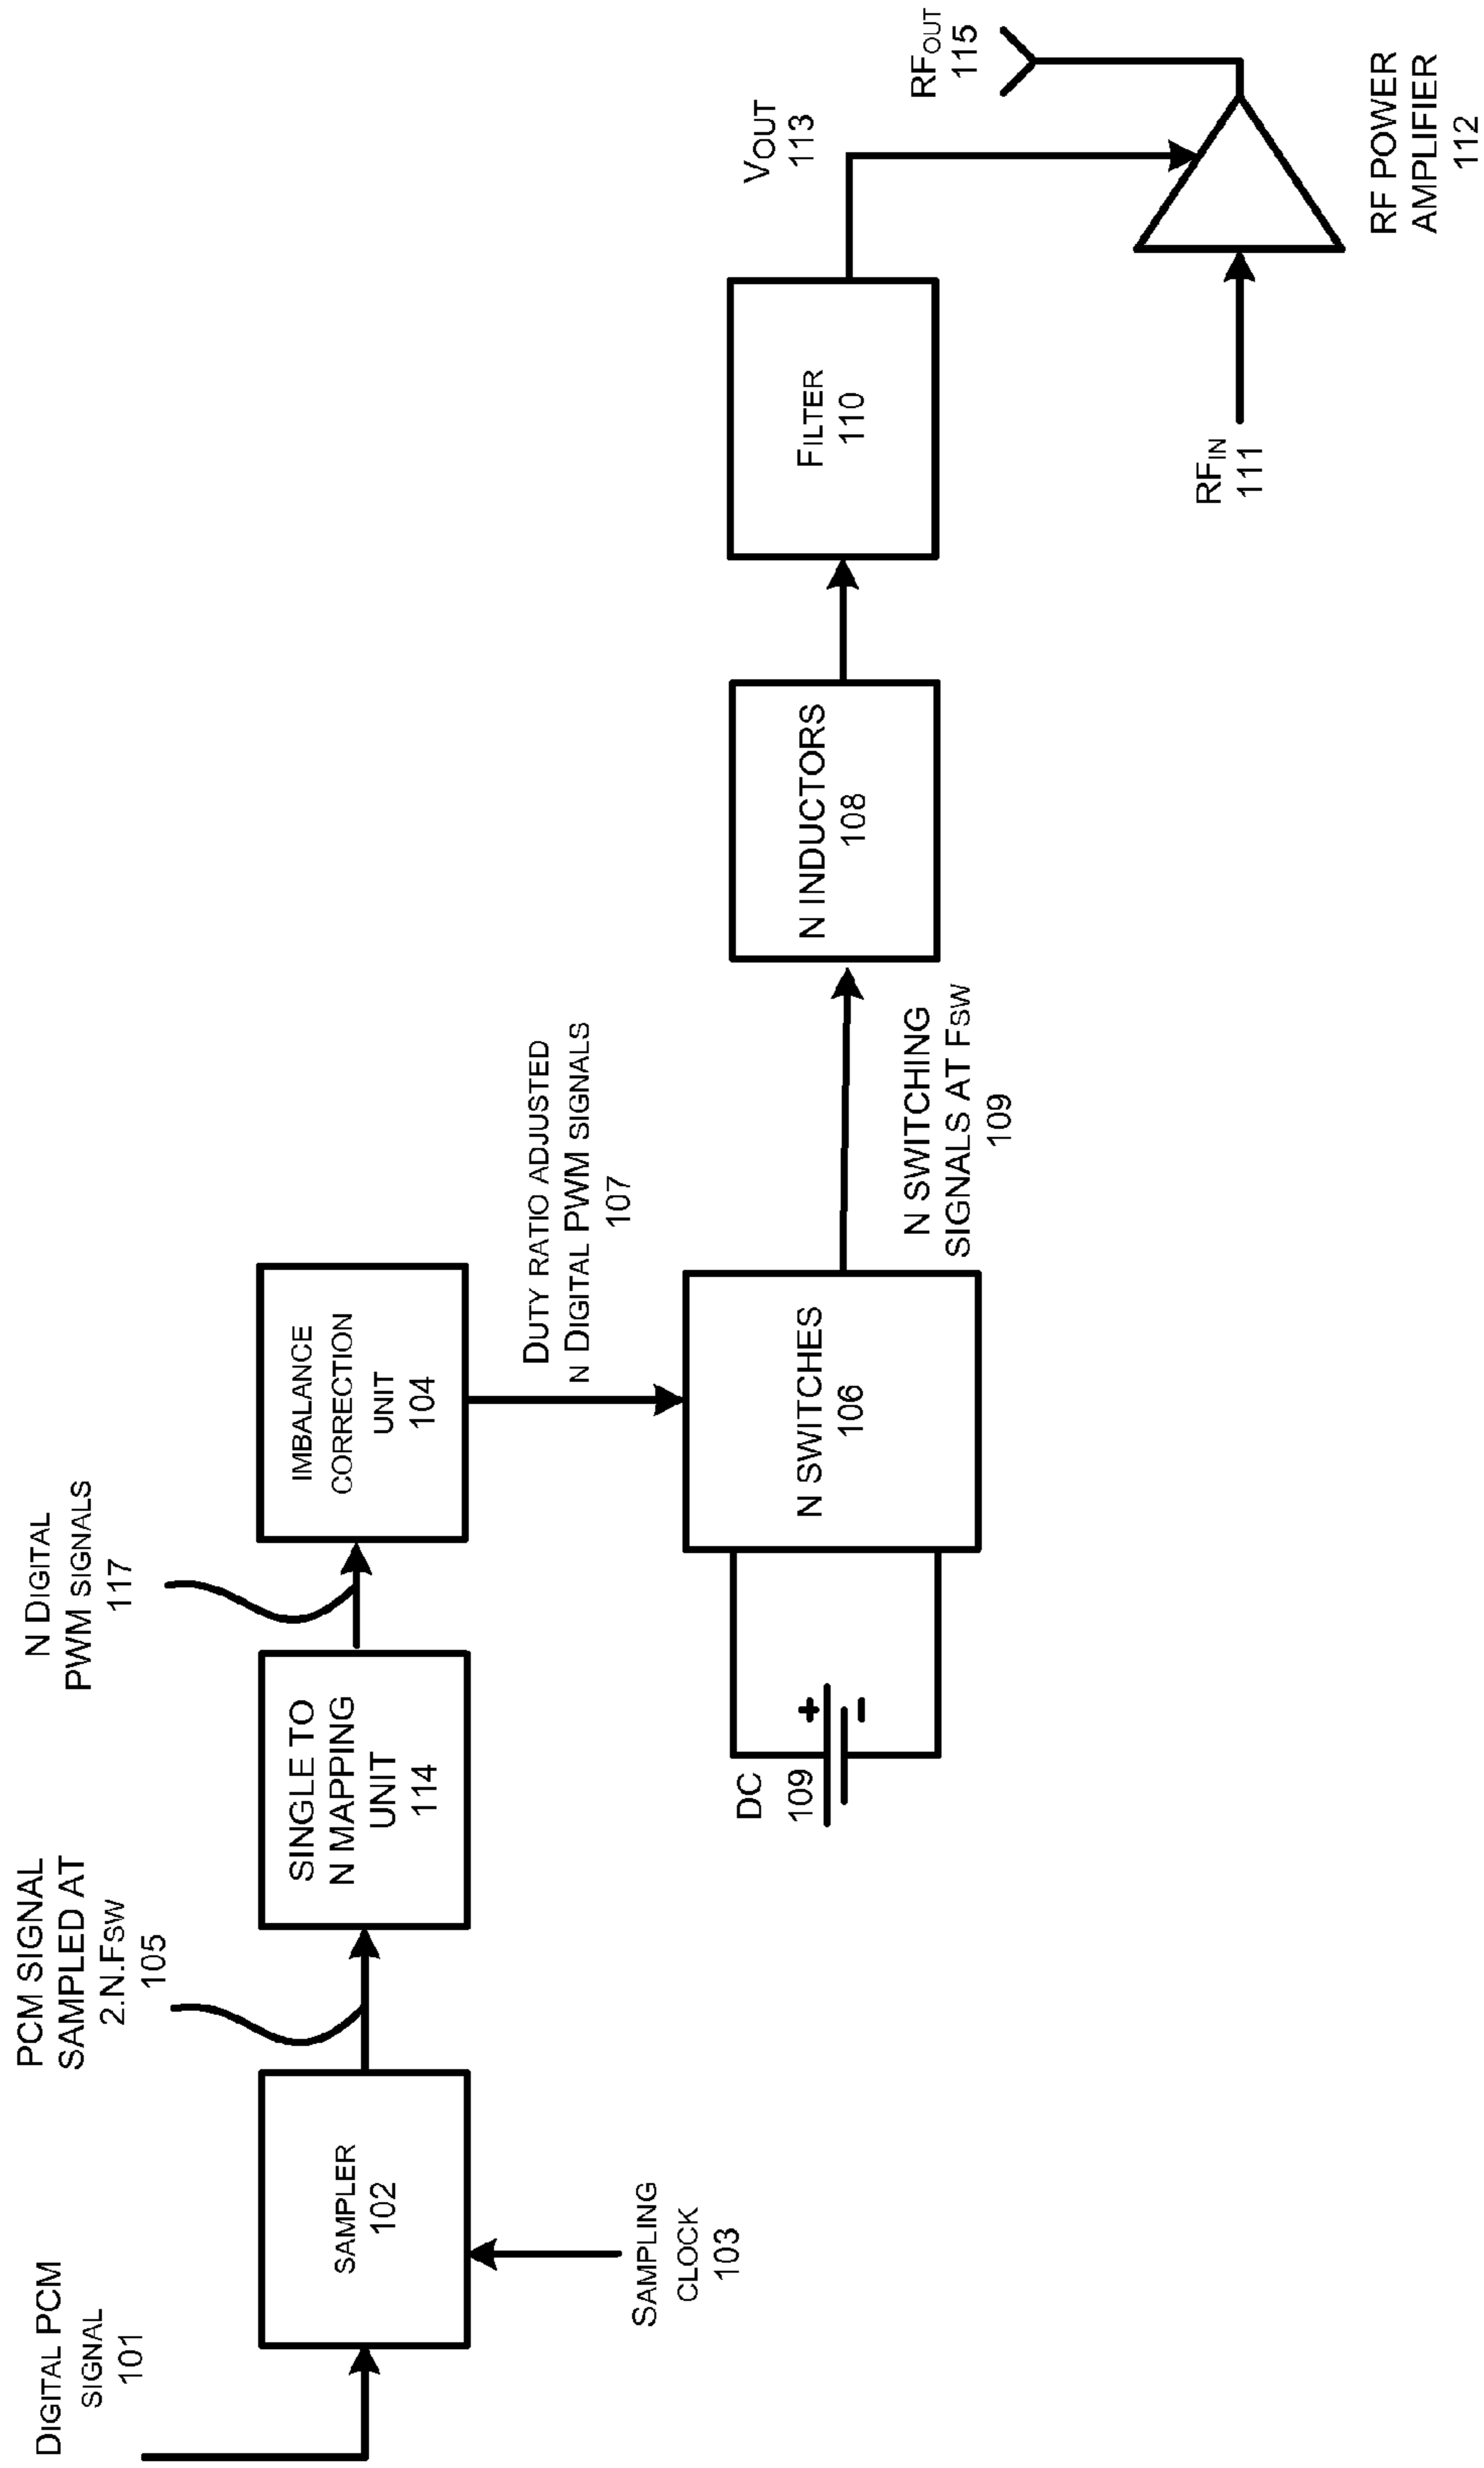 DIGITAL PCM
SIGNAL
101
SAMPLER
102
SAMPLING
CLOCK
103
PCM SIGNAL
SAMPLED AT
2.N.FSW
105
SINGLE TO
N MAPPING
UNIT
114
N DIGITAL
PWM SIGNALS
117
IMBALANCE
CORRECTION
UNIT
104
DUTY RATIO ADJUSTED
N DIGITAL PWM SIGNALS
107
DC
109
+
–
N SWITCHES
106
N SWITCHING
SIGNALS AT FSW
109
N INDUCTORS
108
FILTER
110
VOUT
113
RFIN
111
RFOUT
115
RF POWER
AMPLIFIER
112